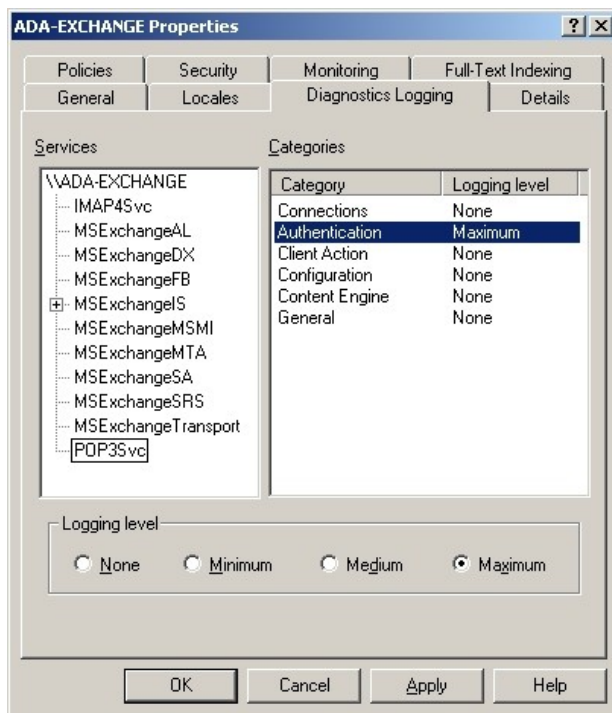 ADA-EXCHANGE Properties
Policies Security Monitoring Full-Text Indexing
General Locales Diagnostics Logging Details
Services Categories
\\ADA-EXCHANGE
IMAP4Svc
MSExchangeAL
MSExchangeDX
MSExchangeFB
MSExchangeIS
MSExchangeMSMI
MSExchangeMTA
MSExchangeSA
MSExchangeSRS
MSExchangeTransport
POP3Svc
Category Logging level
Connections None
Authentication Maximum
Client Action None
Configuration None
Content Engine None
General None
Logging level
None Minimum Medium Maximum
OK Cancel Apply Help